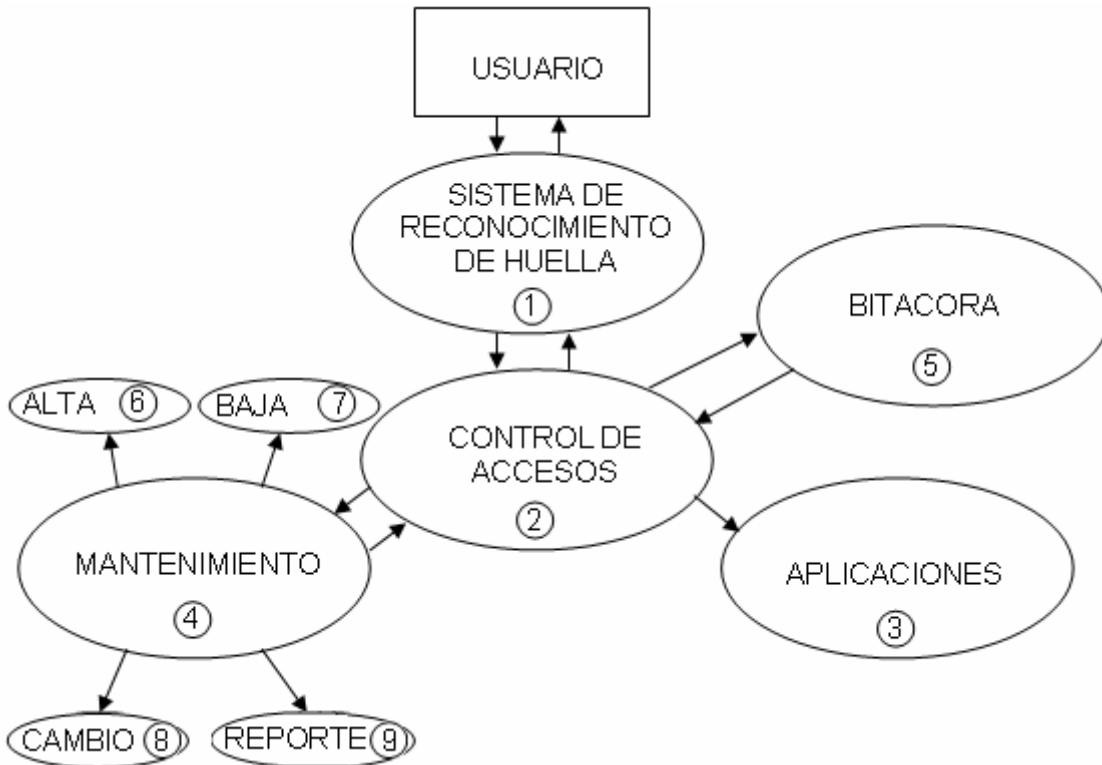 USUARIO
SISTEMA DE
RECONOCIMIENTO
DE HUELLA
1
BITACORA
5
ALTA 6
BAJA 7
CONTROL DE
ACCESOS
2
MANTENIMIENTO
4
APLICACIONES
3
CAMBIO 8
REPORTE 9